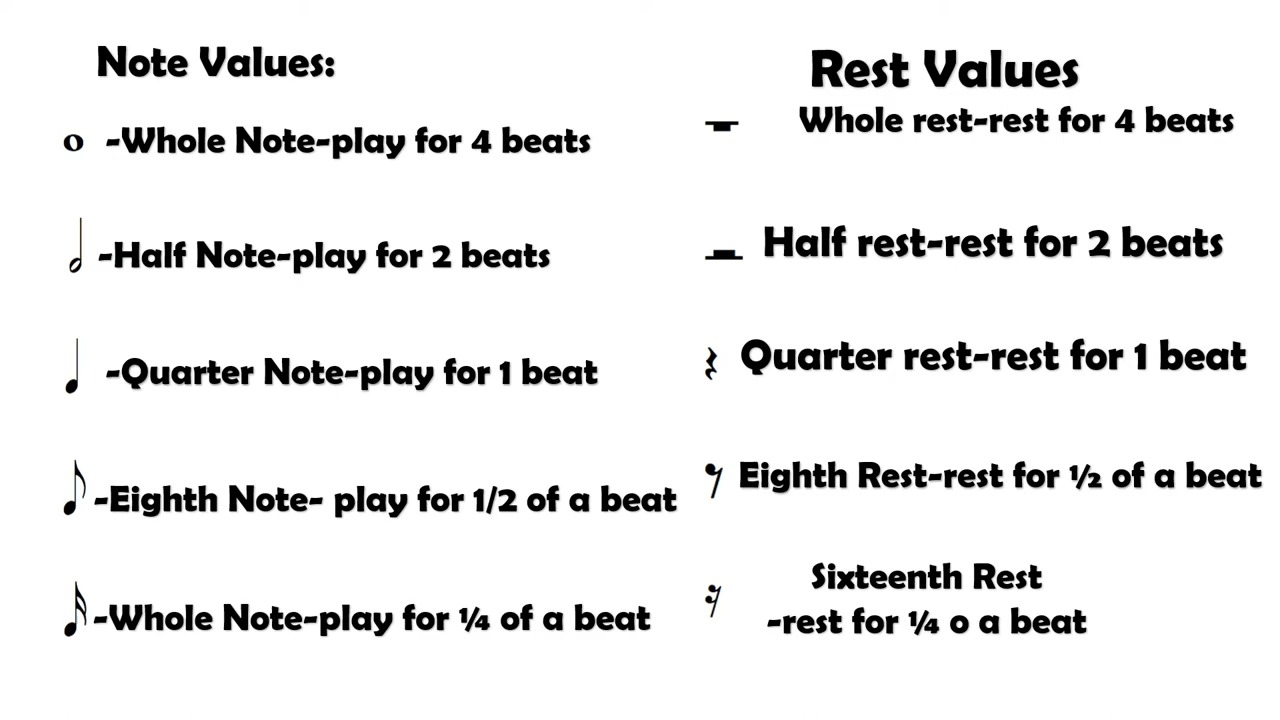 Note Values:
-Whole Note-play for 4 beats
-Half Note-play for 2 beats
-Quarter Note-play for 1 beat
-Eighth Note- play for 1/2 of a beat
-Whole Note-play for ¼ of a beat
Rest Values
Whole rest-rest for 4 beats
Half rest-rest for 2 beats
Quarter rest-rest for 1 beat
Eighth Rest-rest for ½ of a beat
Sixteenth Rest
-rest for ¼ o a beat